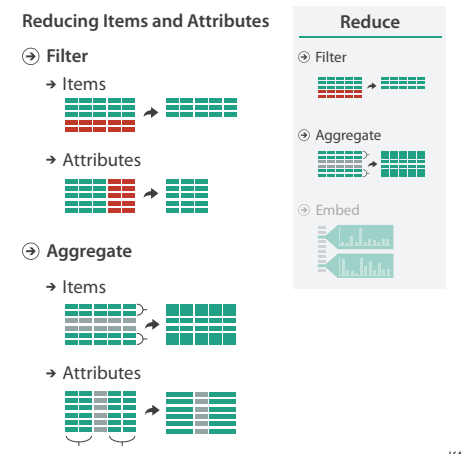 Reducing Items and Attributes
Filter
Items
Attributes
Aggregate
Items
Attributes
Reduce
Filter
Aggregate
Embed